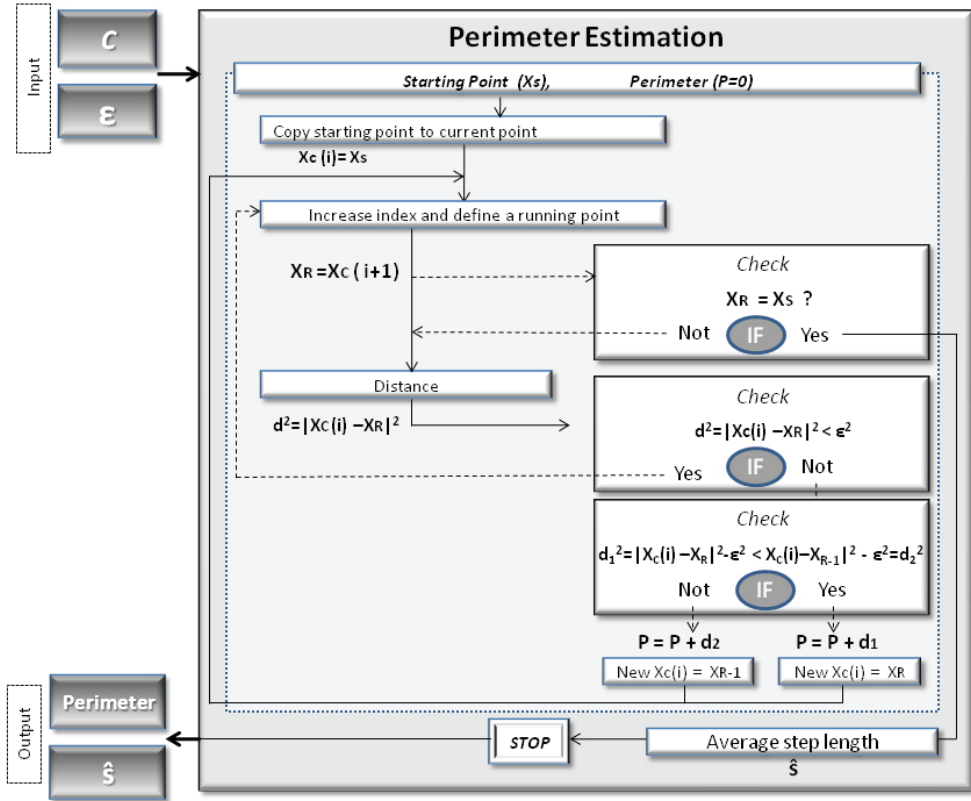 Input
C
ε
Perimeter Estimation
Starting Point (Xs), Perimeter (P=0)
Copy starting point to current point
Xc (i)= Xs
Increase index and define a running point
XR =XC ( i+1)
Check
XR = XS ?
Not IF Yes
Distance
d²=|XC(i) –XR|²
Check
d²=|Xc(i) –XR|² < ε²
Yes IF Not
Check
d₁²=|XC(i) –XR|²-ε² < XC(i)–XR-1|² - ε²=d₂²
Not IF Yes
P = P + d2 P = P + d1
New Xc(i) = XR-1 New Xc(i) = XR
Output
Perimeter
ŝ
STOP
Average step length
ŝ